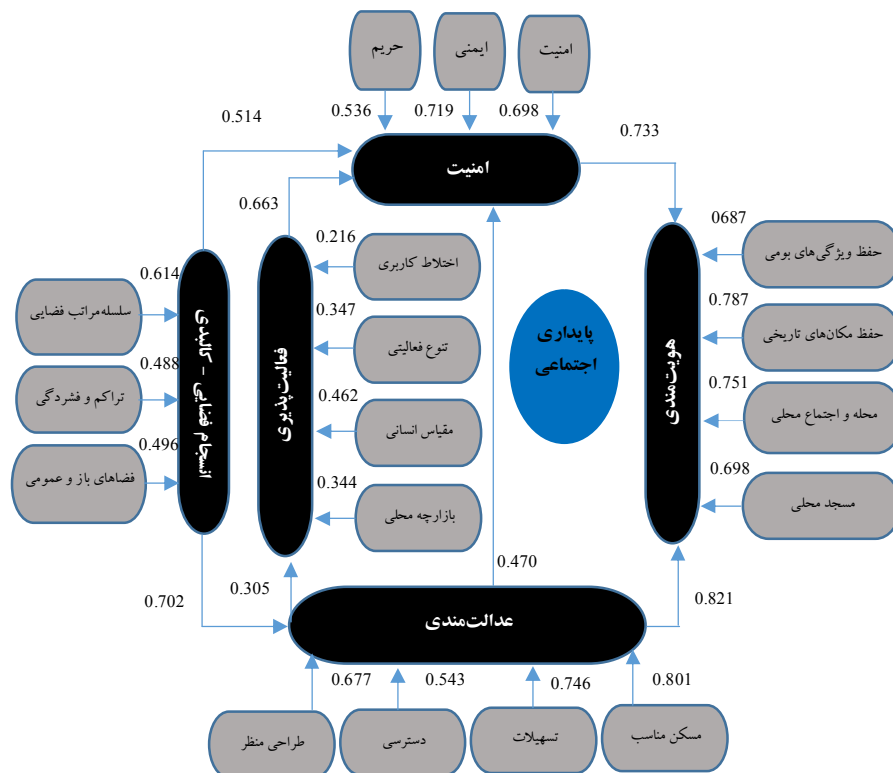 حریم
ایمنی
امنیت
0.536
0.719
0.698
0.514
0.733
امنیت
0.663
0.216
اختلاط کاربری
0687
حفظ ویژگی‌های بومی
0.614
سلسله‌مراتب فضایی
0.347
تنوع فعالیتی
پایداری
اجتماعی
0.787
حفظ مکان‌های تاریخی
0.488
تراکم و فشردگی
انسجام فضایی – کالبدی
فعالیت‌پذیری
هویت‌مندی
0.462
مقیاس انسانی
0.751
محله و اجتماع محلی
0.496
فضاهای باز و عمومی
0.344
بازارچه محلی
0.698
مسجد محلی
0.702
0.305
0.470
0.821
عدالت‌مندی
0.677
0.543
0.746
0.801
طراحی منظر
دسترسی
تسهیلات
مسکن مناسب